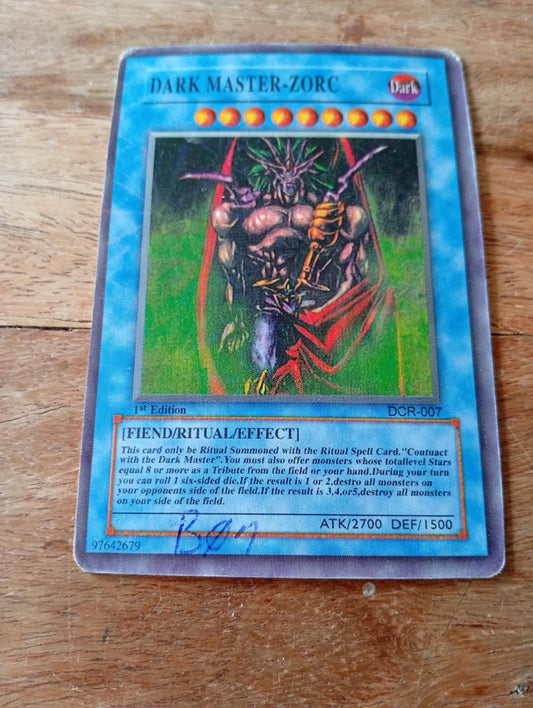 DARK MASTER-ZORC
Dark
1st Edition
DCR-007
[FIEND/RITUAL/EFFECT]
This card only be Ritual Summoned with the Ritual Spell Card."Contuact
with the Dark Master".You must also offer monsters whose totallevel Stars
equal 8 or more as a Tribute from the field or your hand.During your turn
you can roll 1 six-sided die.If the result is 1 or 2,destro all monsters on
your opponents side of the field.If the result is 3,4,or5,destroy all monsters
on your side of the field.
ATK/2700 DEF/1500
97642679